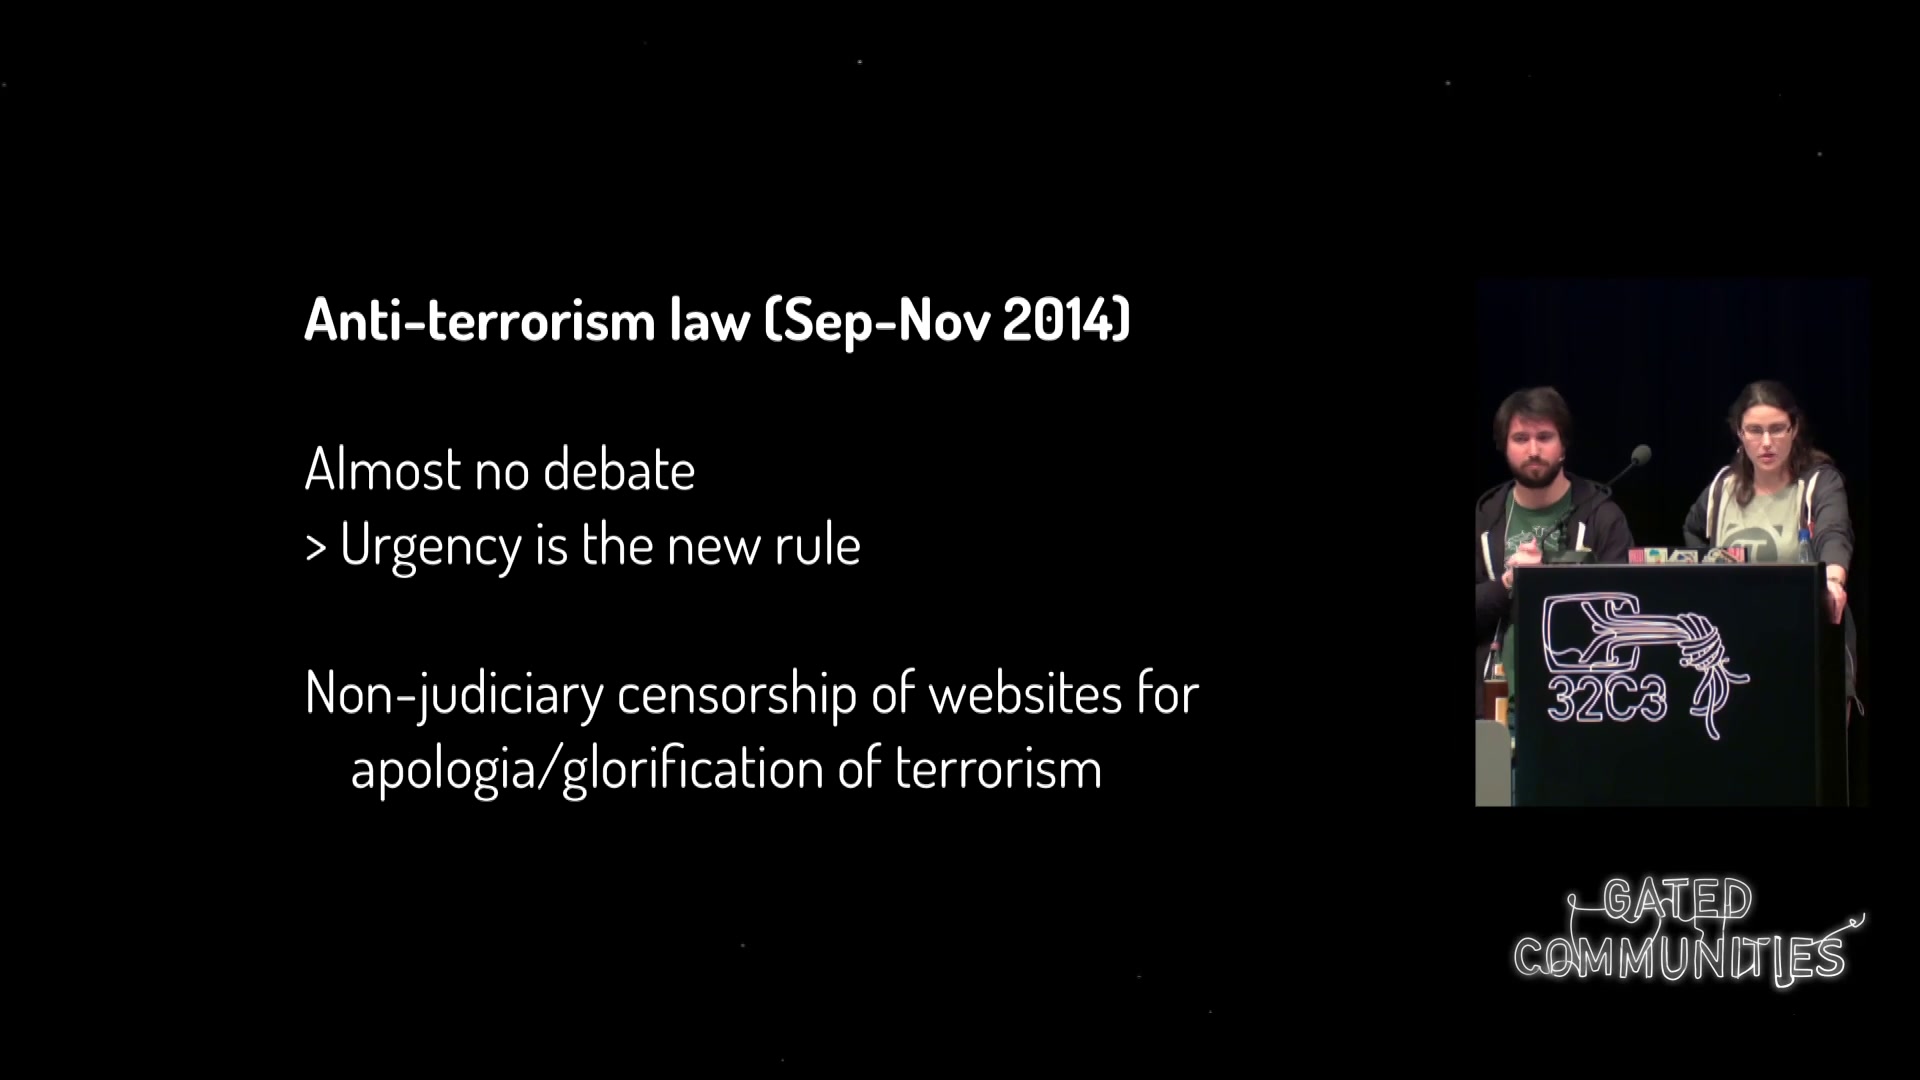 Anti-terrorism law (Sep-Nov 2014)
Almost no debate
> Urgency is the new rule
Non-judiciary censorship of websites for
apologia/glorification of terrorism
32C3
GATED
COMMUNITIES